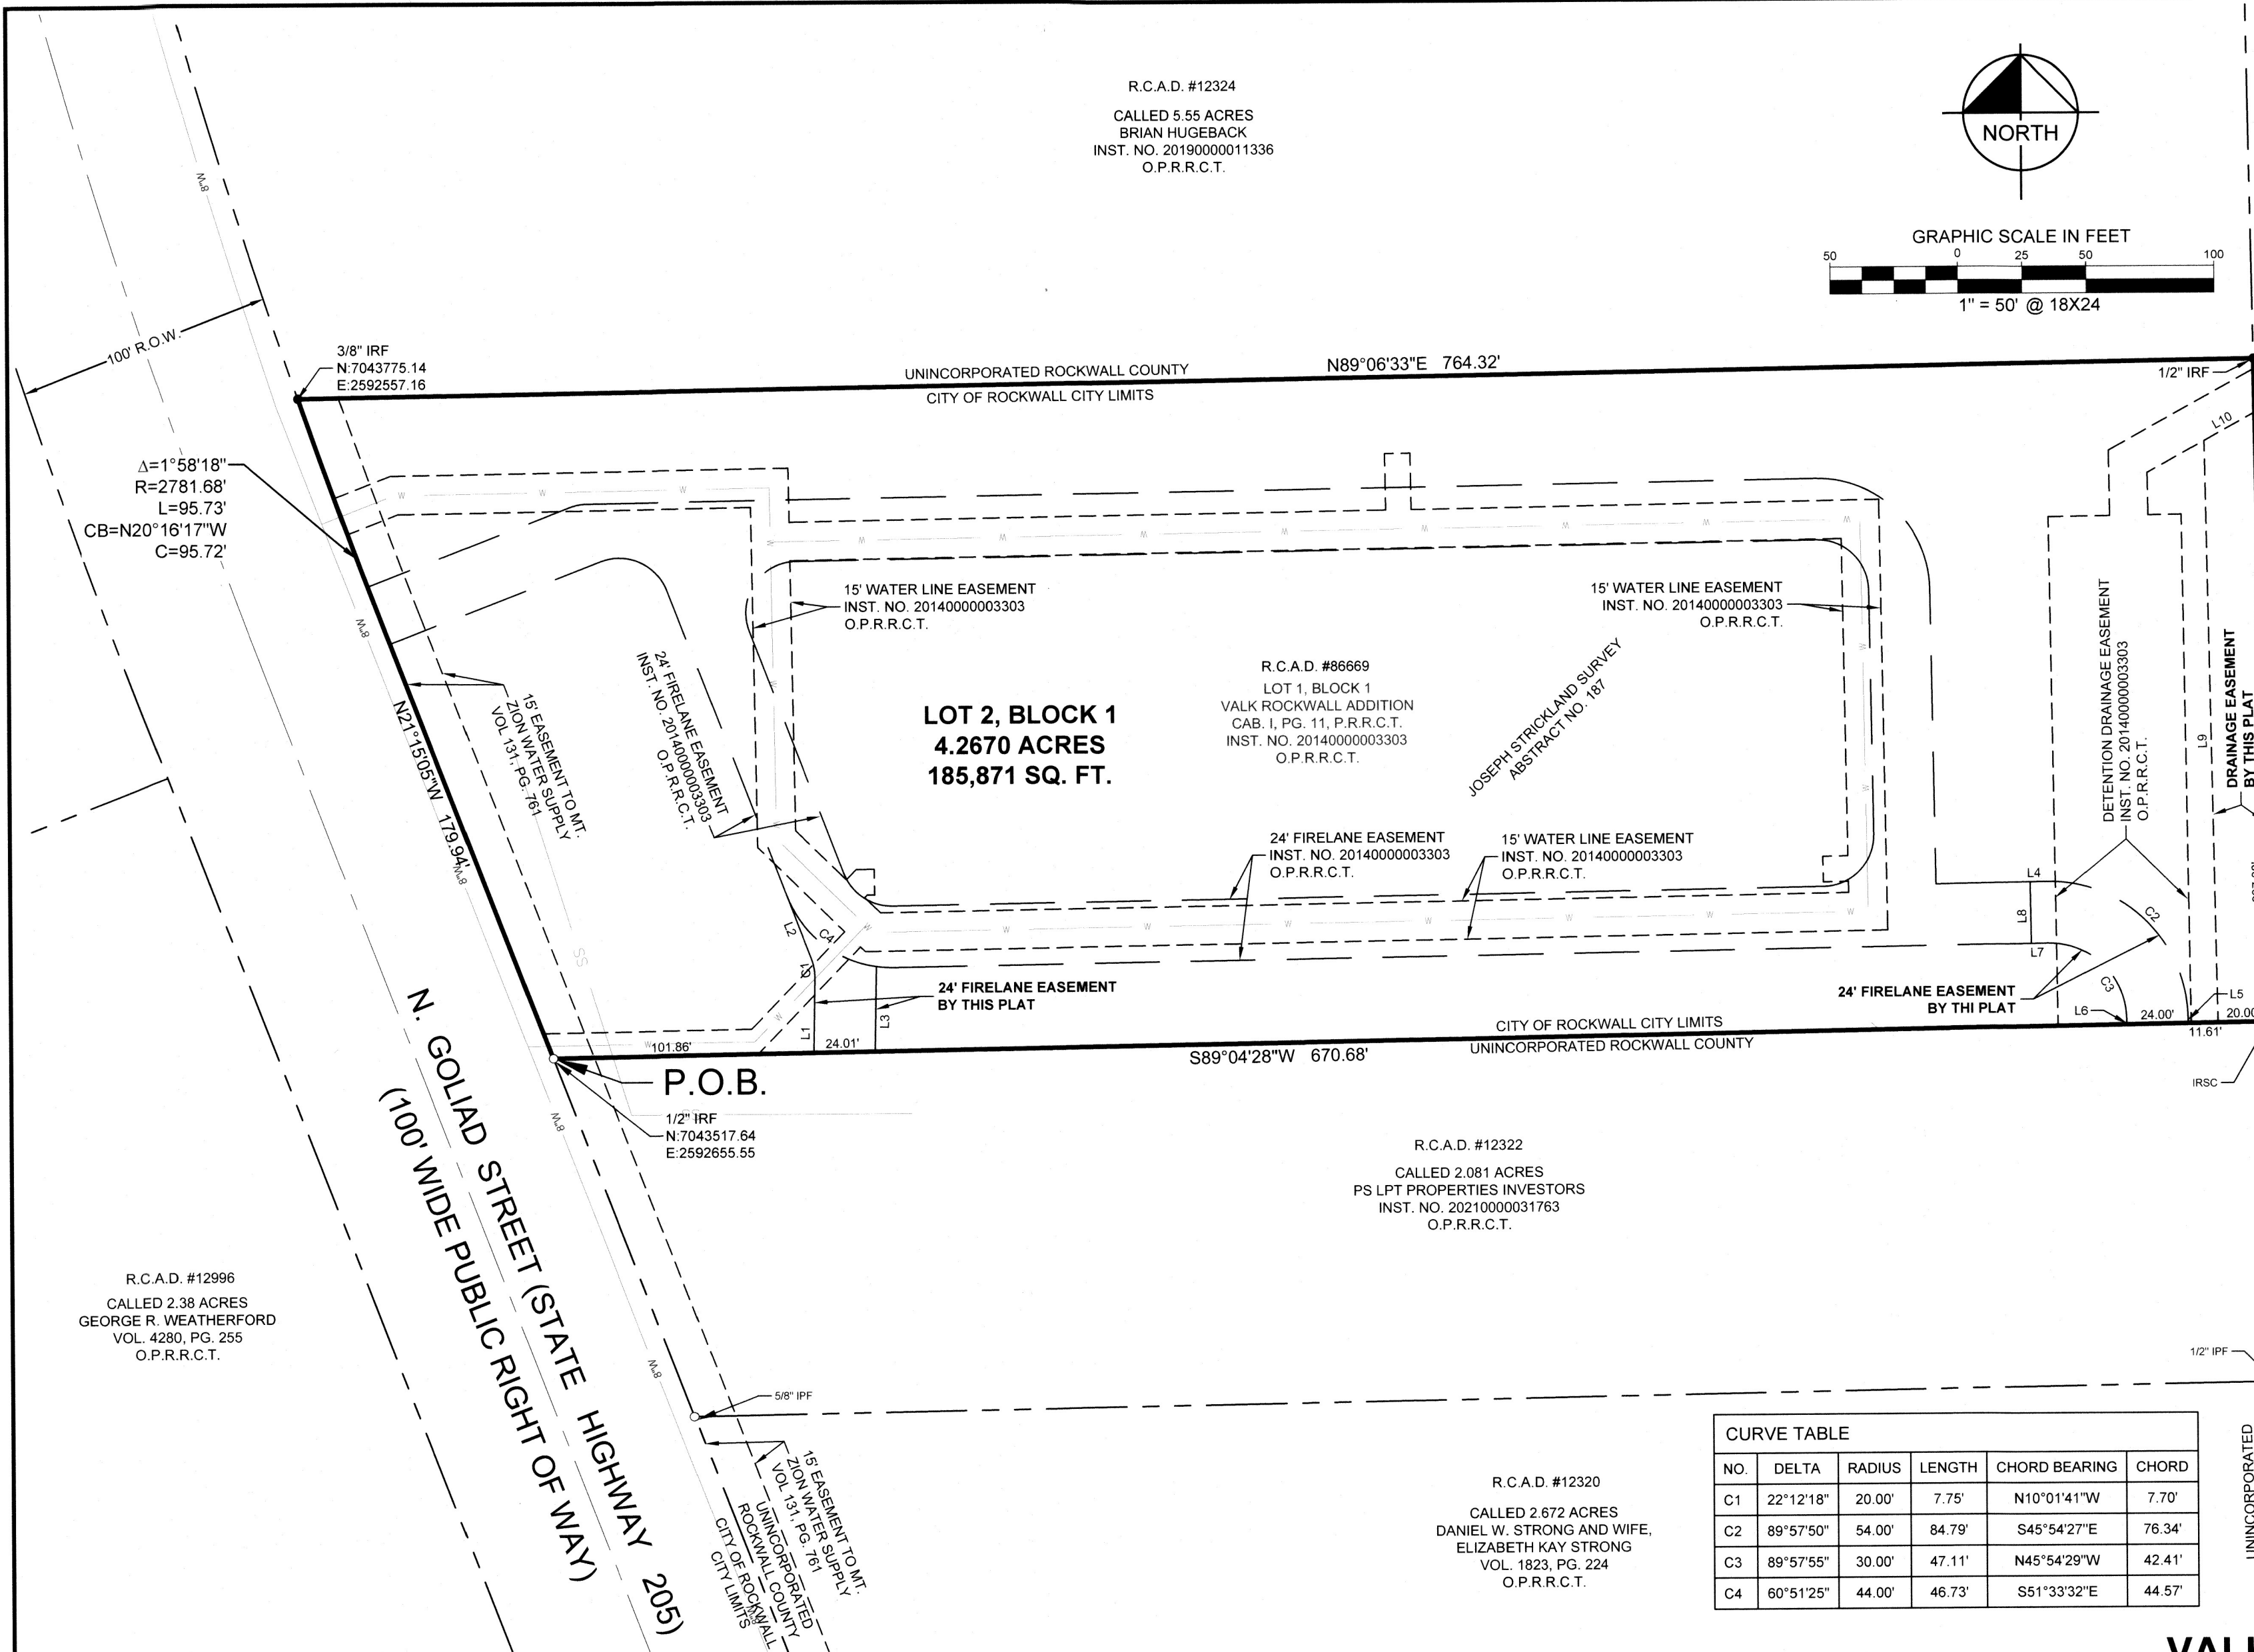 R.C.A.D. #12324
CALLED 5.55 ACRES
BRIAN HUGEBACK
INST. NO. 20190000011336
O.P.R.R.C.T.
NORTH
GRAPHIC SCALE IN FEET
50 0 25 50 100
1" = 50' @ 18X24
8"W
100' R.O.W.
3/8" IRF
N:7043775.14
E:2592557.16
UNINCORPORATED ROCKWALL COUNTY
CITY OF ROCKWALL CITY LIMITS
N89°06'33"E 764.32'
1/2" IRF
L10
Δ=1°58'18"
R=2781.68'
L=95.73'
CB=N20°16'17"W
C=95.72'
W W W
W W W W W W W W
15' WATER LINE EASEMENT
INST. NO. 20140000003303
O.P.R.R.C.T.
15' WATER LINE EASEMENT
INST. NO. 20140000003303
O.P.R.R.C.T.
8"W
N21°15'05"W 179.94'
8"W
15' EASEMENT TO MT.
ZION WATER SUPPLY
VOL 131, PG. 761
24' FIRELANE EASEMENT
INST. NO. 20140000003303
O.P.R.R.C.T.
LOT 2, BLOCK 1
4.2670 ACRES
185,871 SQ. FT.
R.C.A.D. #86669
LOT 1, BLOCK 1
VALK ROCKWALL ADDITION
CAB. I, PG. 11, P.R.R.C.T.
INST. NO. 20140000003303
O.P.R.R.C.T.
JOSEPH STRICKLAND SURVEY
ABSTRACT NO. 187
DETENTION DRAINAGE EASEMENT
INST. NO. 20140000003303
O.P.R.R.C.T.
L9
DRAINAGE EASEMENT
BY THIS PLAT
24' FIRELANE EASEMENT
INST. NO. 20140000003303
O.P.R.R.C.T.
15' WATER LINE EASEMENT
INST. NO. 20140000003303
O.P.R.R.C.T.
W W W W W W W W
L4
L8
L7
C2
C3
L2
C4
C1
L1
L3
SS
24' FIRELANE EASEMENT
BY THIS PLAT
24' FIRELANE EASEMENT
BY THI PLAT
L6
24.00'
L5
20.00
11.61'
W
101.86'
24.01'
CITY OF ROCKWALL CITY LIMITS
UNINCORPORATED ROCKWALL COUNTY
S89°04'28"W 670.68'
IRSC
P.O.B.
1/2" IRF
N:7043517.64
E:2592655.55
SS
8"W
N. GOLIAD STREET (STATE HIGHWAY 205)
(100' WIDE PUBLIC RIGHT OF WAY)
R.C.A.D. #12322
CALLED 2.081 ACRES
PS LPT PROPERTIES INVESTORS
INST. NO. 20210000031763
O.P.R.R.C.T.
R.C.A.D. #12996
CALLED 2.38 ACRES
GEORGE R. WEATHERFORD
VOL. 4280, PG. 255
O.P.R.R.C.T.
8"W
5/8" IPF
1/2" IPF
15' EASEMENT TO MT.
ZION WATER SUPPLY
VOL 131, PG. 761
UNINCORPORATED
ROCKWALL COUNTY
CITY OF ROCKWALL
CITY LIMITS
8"W
R.C.A.D. #12320
CALLED 2.672 ACRES
DANIEL W. STRONG AND WIFE,
ELIZABETH KAY STRONG
VOL. 1823, PG. 224
O.P.R.R.C.T.
CURVE TABLE
NO. DELTA RADIUS LENGTH CHORD BEARING CHORD
C1 22°12'18" 20.00' 7.75' N10°01'41"W 7.70'
C2 89°57'50" 54.00' 84.79' S45°54'27"E 76.34'
C3 89°57'55" 30.00' 47.11' N45°54'29"W 42.41'
C4 60°51'25" 44.00' 46.73' S51°33'32"E 44.57'
UNINCORPORATED